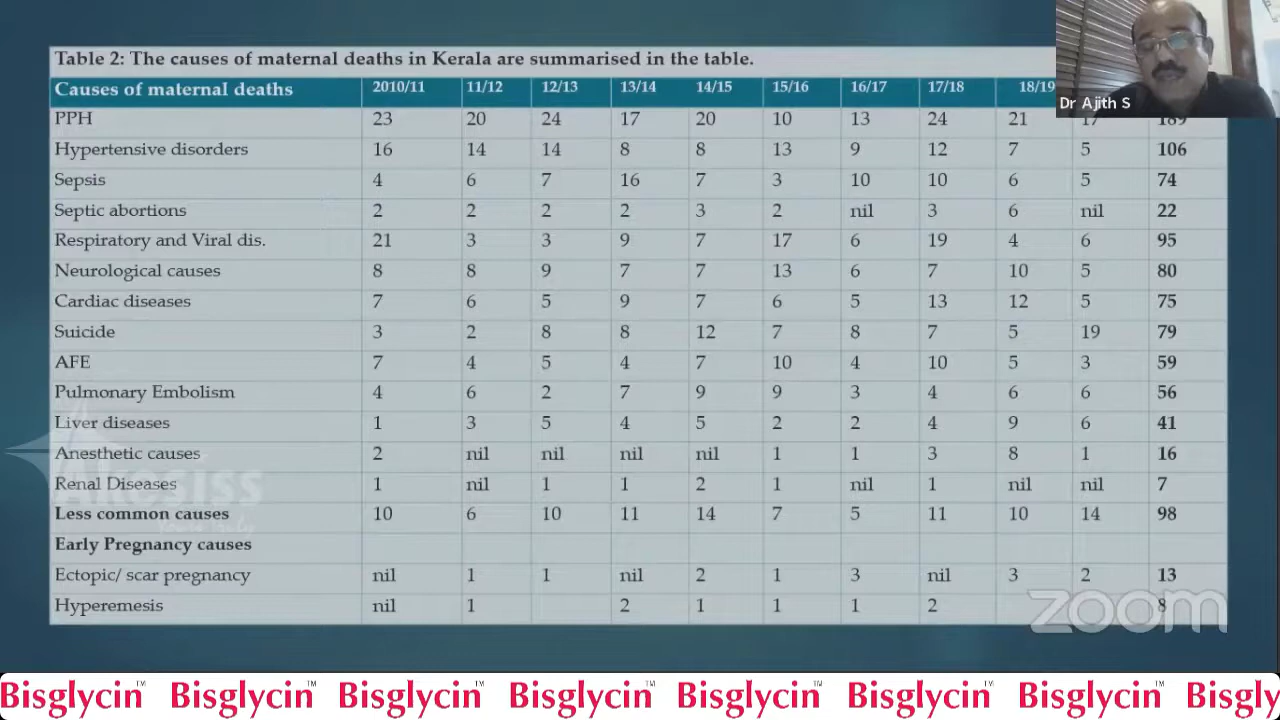 Table 2: The causes of maternal deaths in Kerala are summarised in the table.
Causes of maternal deaths 2010/11 11/12 12/13 13/14 14/15 15/16 16/17 17/18 18/19
Dr Ajith S
PPH 23 20 24 17 20 10 13 24 21 17 189
Hypertensive disorders 16 14 14 8 8 13 9 12 7 5 106
Sepsis 4 6 7 16 7 3 10 10 6 5 74
Septic abortions 2 2 2 2 3 2 nil 3 6 nil 22
Respiratory and Viral dis. 21 3 3 9 7 17 6 19 4 6 95
Neurological causes 8 8 9 7 7 13 6 7 10 5 80
Cardiac diseases 7 6 5 9 7 6 5 13 12 5 75
Suicide 3 2 8 8 12 7 8 7 5 19 79
AFE 7 4 5 4 7 10 4 10 5 3 59
Pulmonary Embolism 4 6 2 7 9 9 3 4 6 6 56
Liver diseases 1 3 5 4 5 2 2 4 9 6 41
Anesthetic causes 2 nil nil nil nil 1 1 3 8 1 16
Renal Diseases 1 nil 1 1 2 1 nil 1 nil nil 7
Less common causes 10 6 10 11 14 7 5 11 10 14 98
Early Pregnancy causes
Ectopic/ scar pregnancy nil 1 1 nil 2 1 3 nil 3 2 13
Hyperemesis nil 1 2 1 1 1 2 8
Akesiss
zoom
Bisglycin™ Bisglycin™ Bisglycin™ Bisglycin™ Bisglycin™ Bisglycin™ Bisglycin™ Bisgly